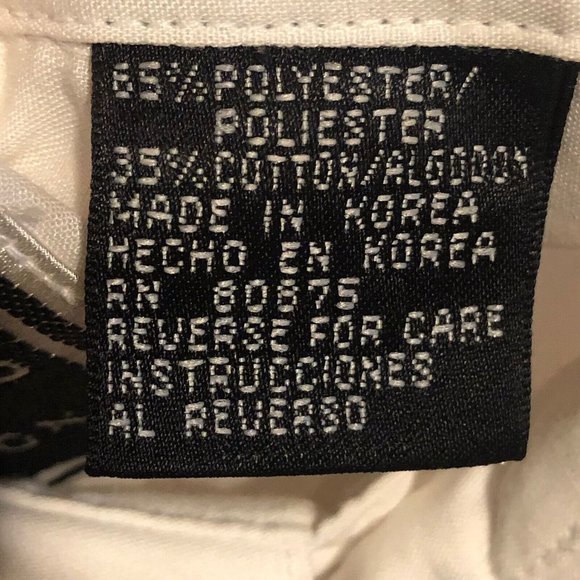 65% POLYESTER/
POLIESTER
35% COTTON/ALGODON
MADE IN KOREA
HECHO EN KOREA
RN 60875
REVERSE FOR CARE
INSTRUCCIONES
AL REVERSO